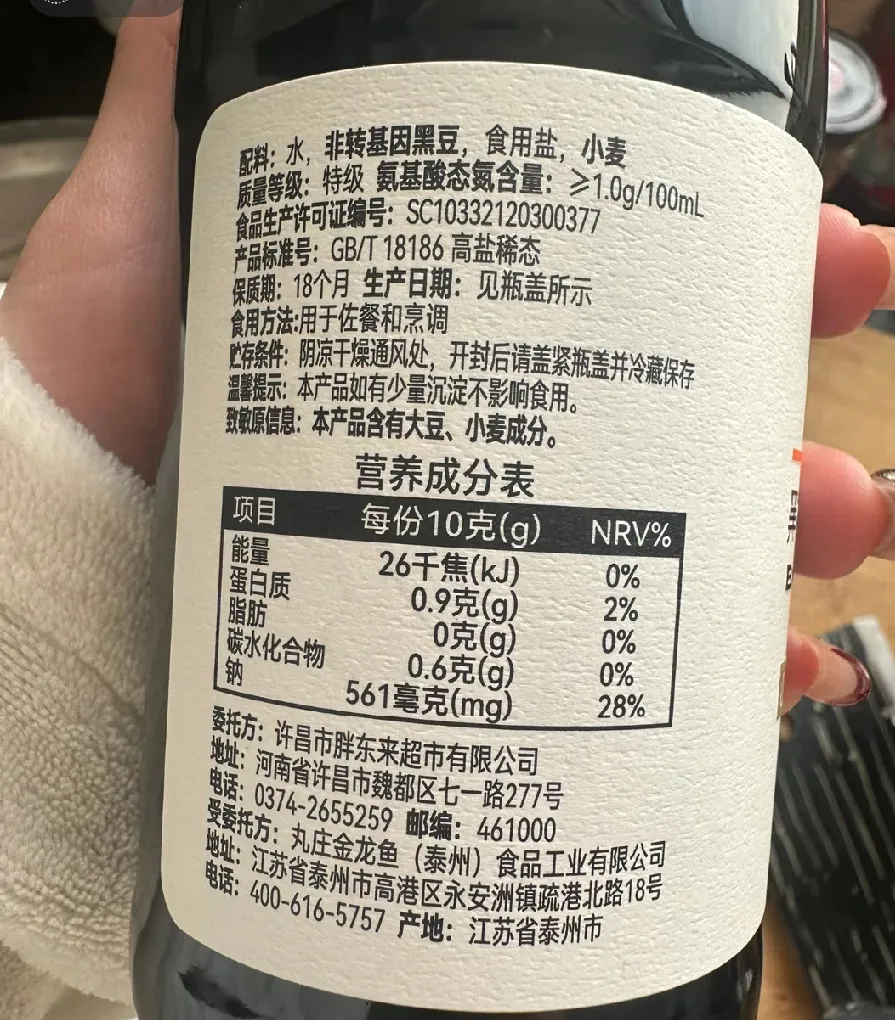 配料：水，非转基因黑豆，食用盐，小麦
质量等级：特级 氨基酸态氮含量：≥1.0g/100mL
食品生产许可证编号：SC10332120300377
产品标准号：GB/T 18186 高盐稀态
保质期：18个月 生产日期：见瓶盖所示
食用方法:用于佐餐和烹调
贮存条件：阴凉干燥通风处，开封后请盖紧瓶盖并冷藏保存
温馨提示：本产品如有少量沉淀不影响食用。
致敏原信息：本产品含有大豆、小麦成分。
营养成分表
项目 每份10克(g) NRV%
能量 26千焦(kJ) 0%
蛋白质 0.9克(g) 2%
脂肪 0克(g) 0%
碳水化合物 0.6克(g) 0%
钠 561毫克(mg) 28%
委托方：许昌市胖东来超市有限公司
地址：河南省许昌市魏都区七一路277号
电话：0374-2655259 邮编：461000
受委托方：丸庄金龙鱼（泰州）食品工业有限公司
地址：江苏省泰州市高港区永安洲镇疏港北路18号
电话：400-616-5757 产地：江苏省泰州市